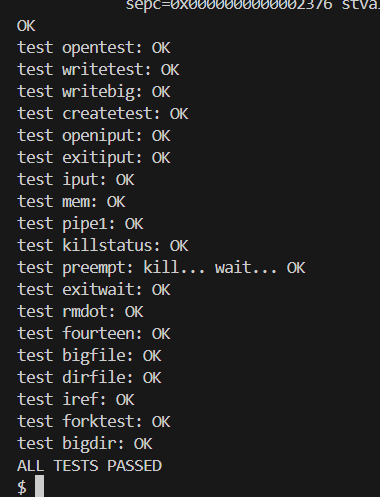 sepc=0x0000000000002376 stva
OK
test opentest: OK
test writetest: OK
test writebig: OK
test createtest: OK
test openiput: OK
test exitiput: OK
test iput: OK
test mem: OK
test pipe1: OK
test killstatus: OK
test preempt: kill... wait... OK
test exitwait: OK
test rmdot: OK
test fourteen: OK
test bigfile: OK
test dirfile: OK
test iref: OK
test forktest: OK
test bigdir: OK
ALL TESTS PASSED
$